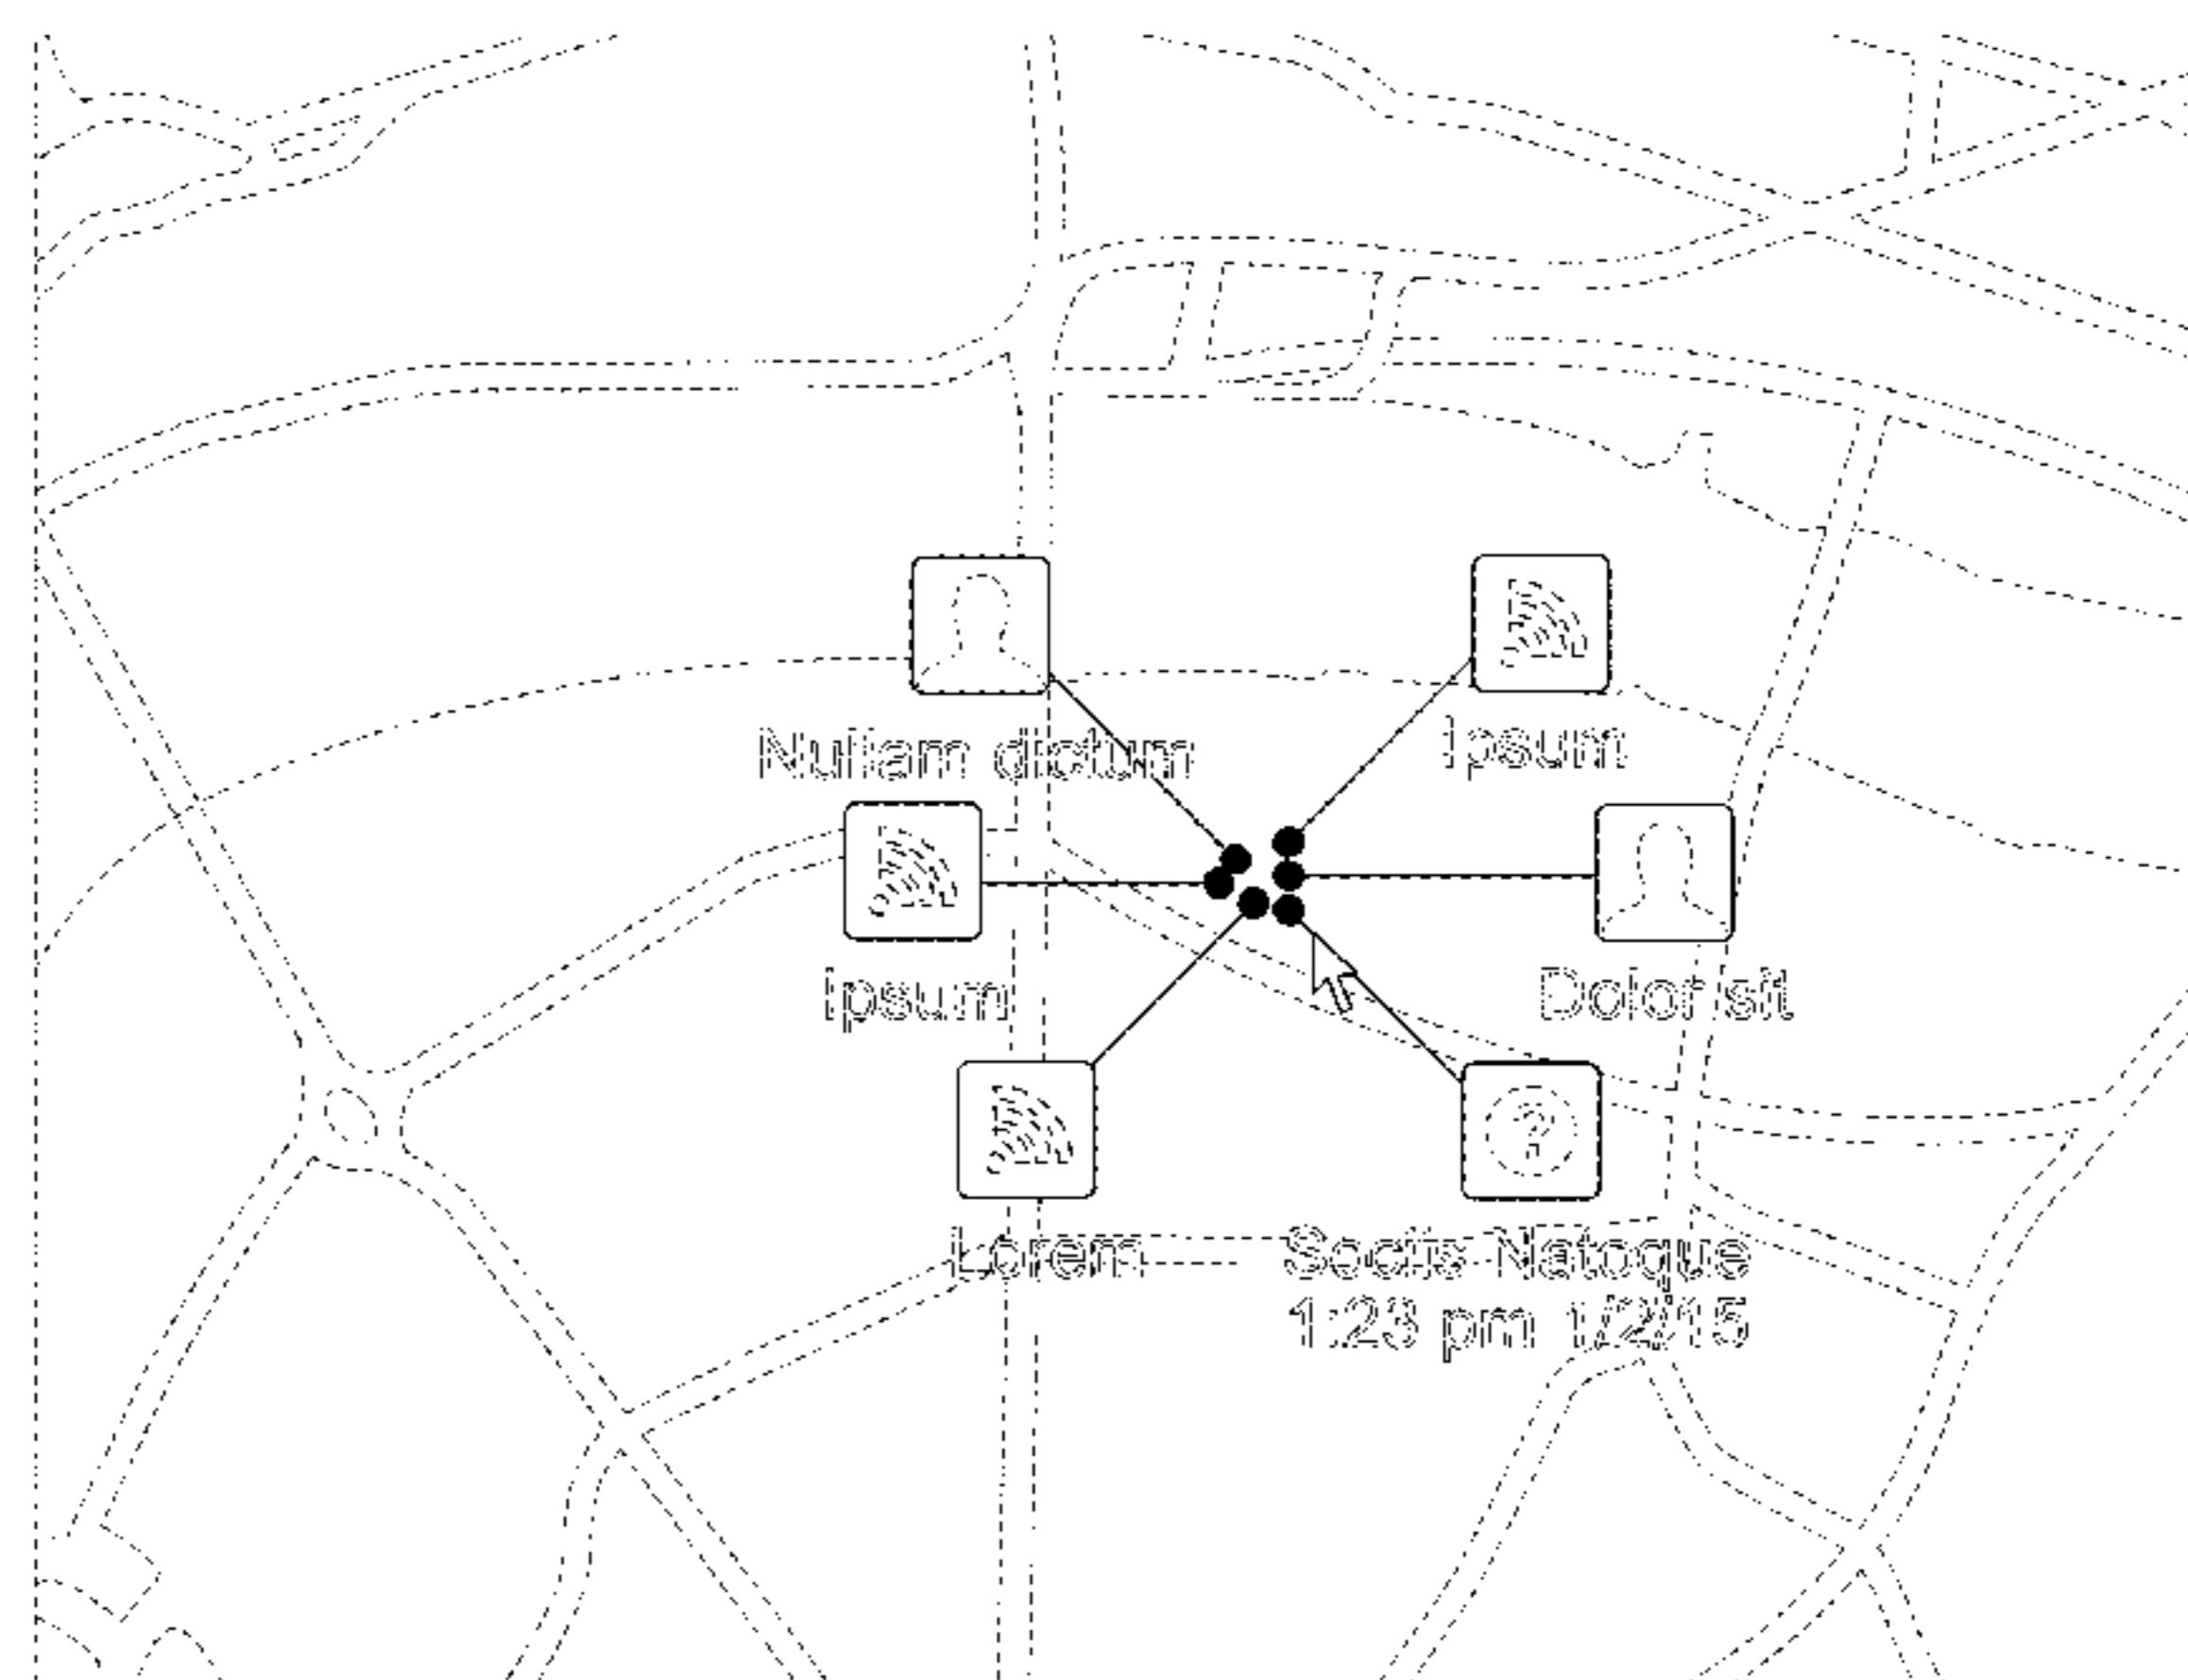 Nullam dictum
Ipsum
Ipsum
Dolor sit
Lorem
Sociis Natoque
1:23 pm 1/2/15
?